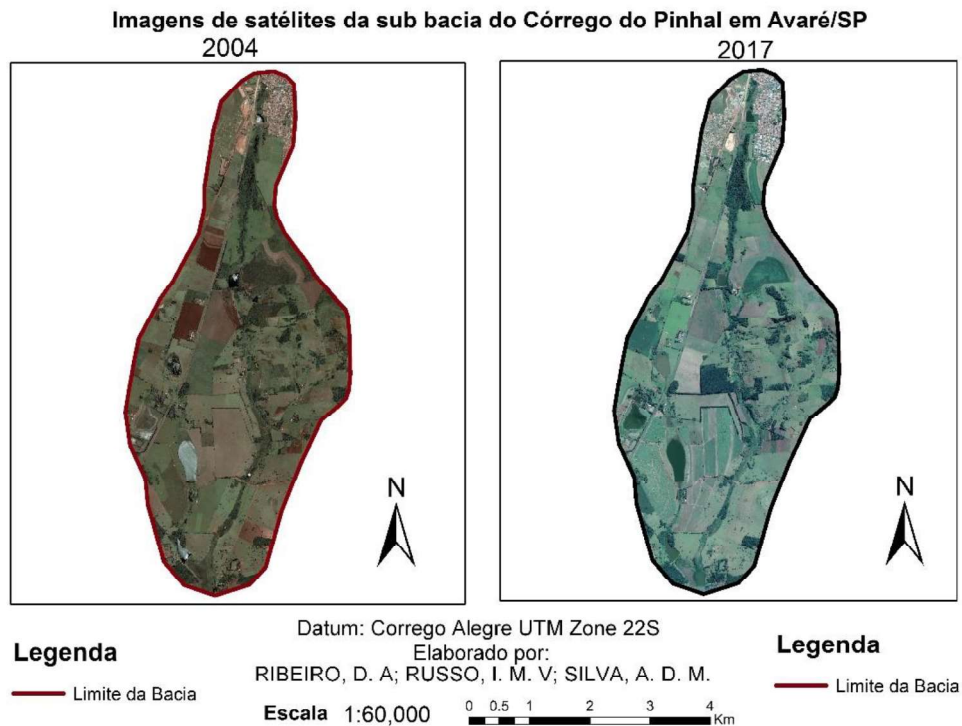 Imagens de satélites da sub bacia do Córrego do Pinhal em Avaré/SP
2004
2017
N
N
Legenda
Limite da Bacia
Datum: Corrego Alegre UTM Zone 22S
Elaborado por:
RIBEIRO, D. A; RUSSO, I. M. V; SILVA, A. D. M.
Escala 1:60,000
0 0.5 1 2 3 4
Km
Legenda
Limite da Bacia